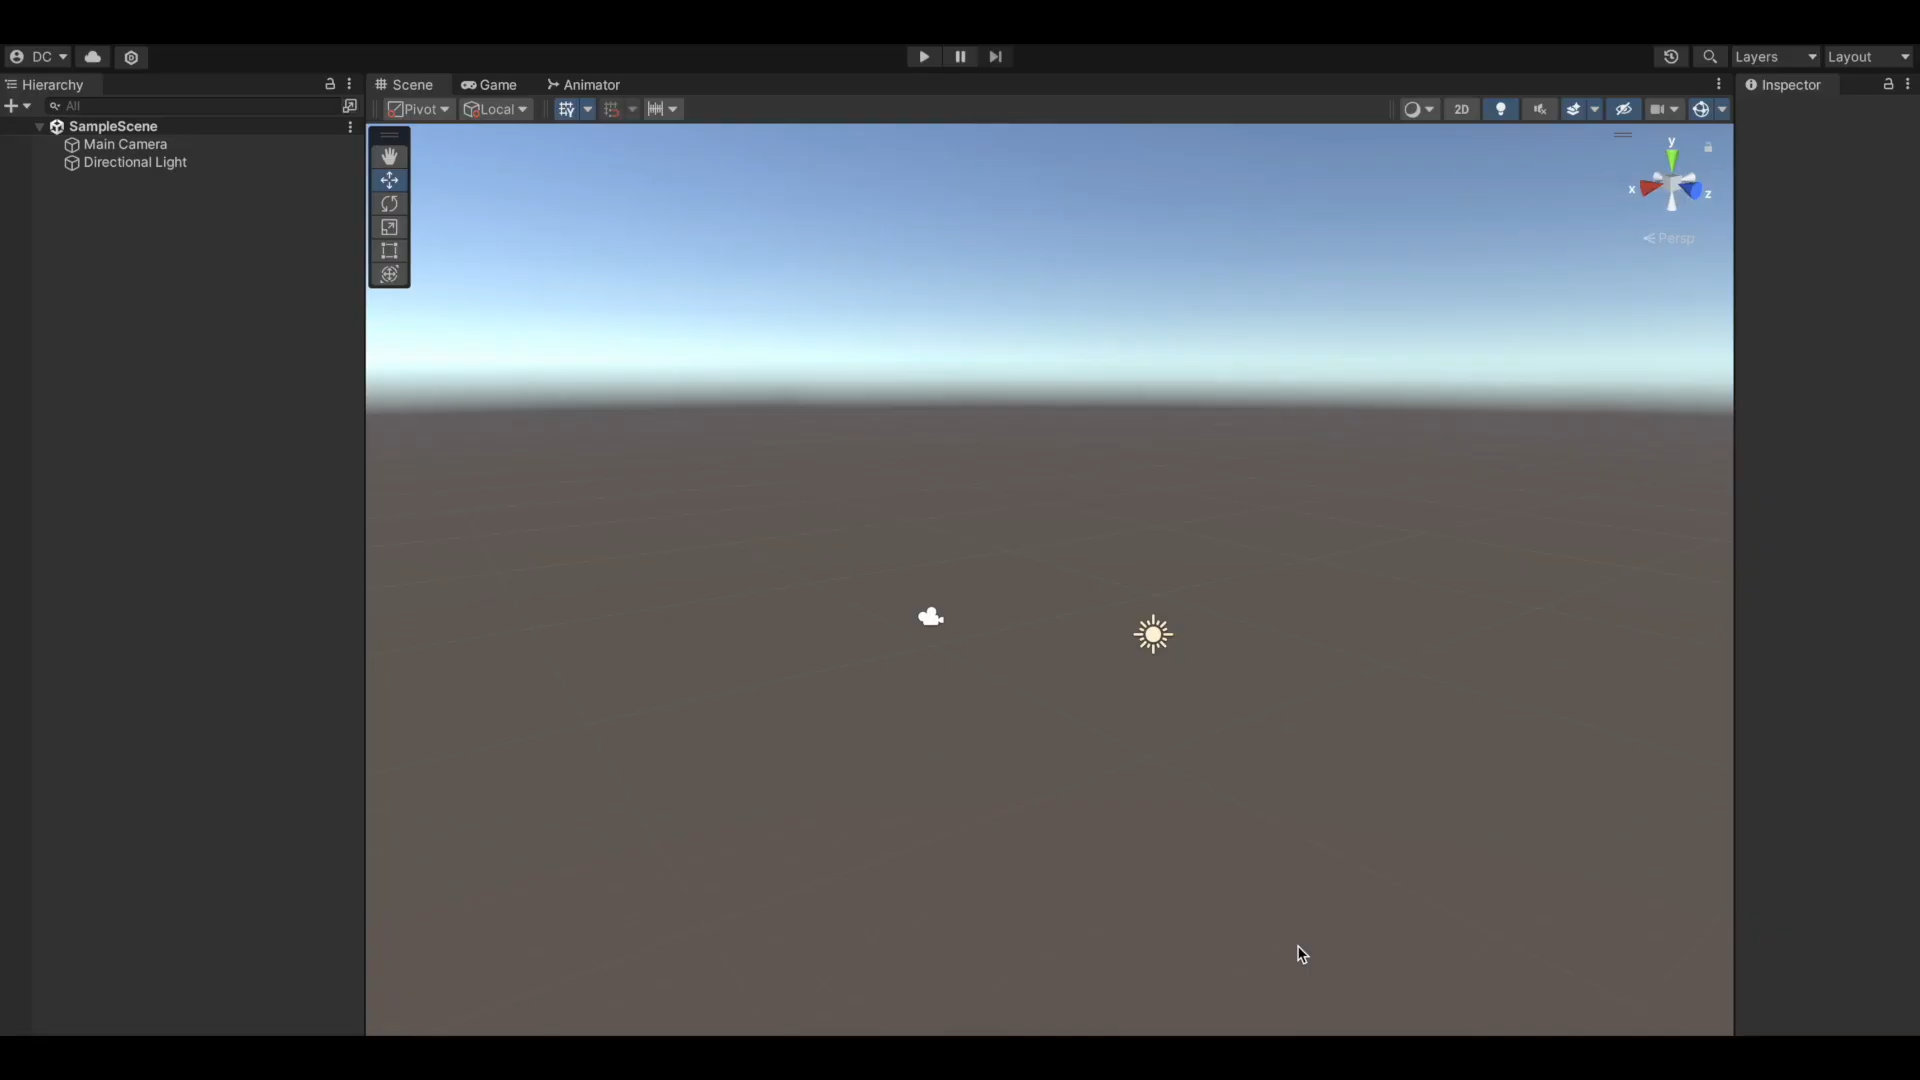 DC
Layers
Layout
Hierarchy
Scene
Game
Animator
Inspector
All
Pivot
Local
2D
SampleScene
Main Camera
Directional Light
y
x
z
Persp